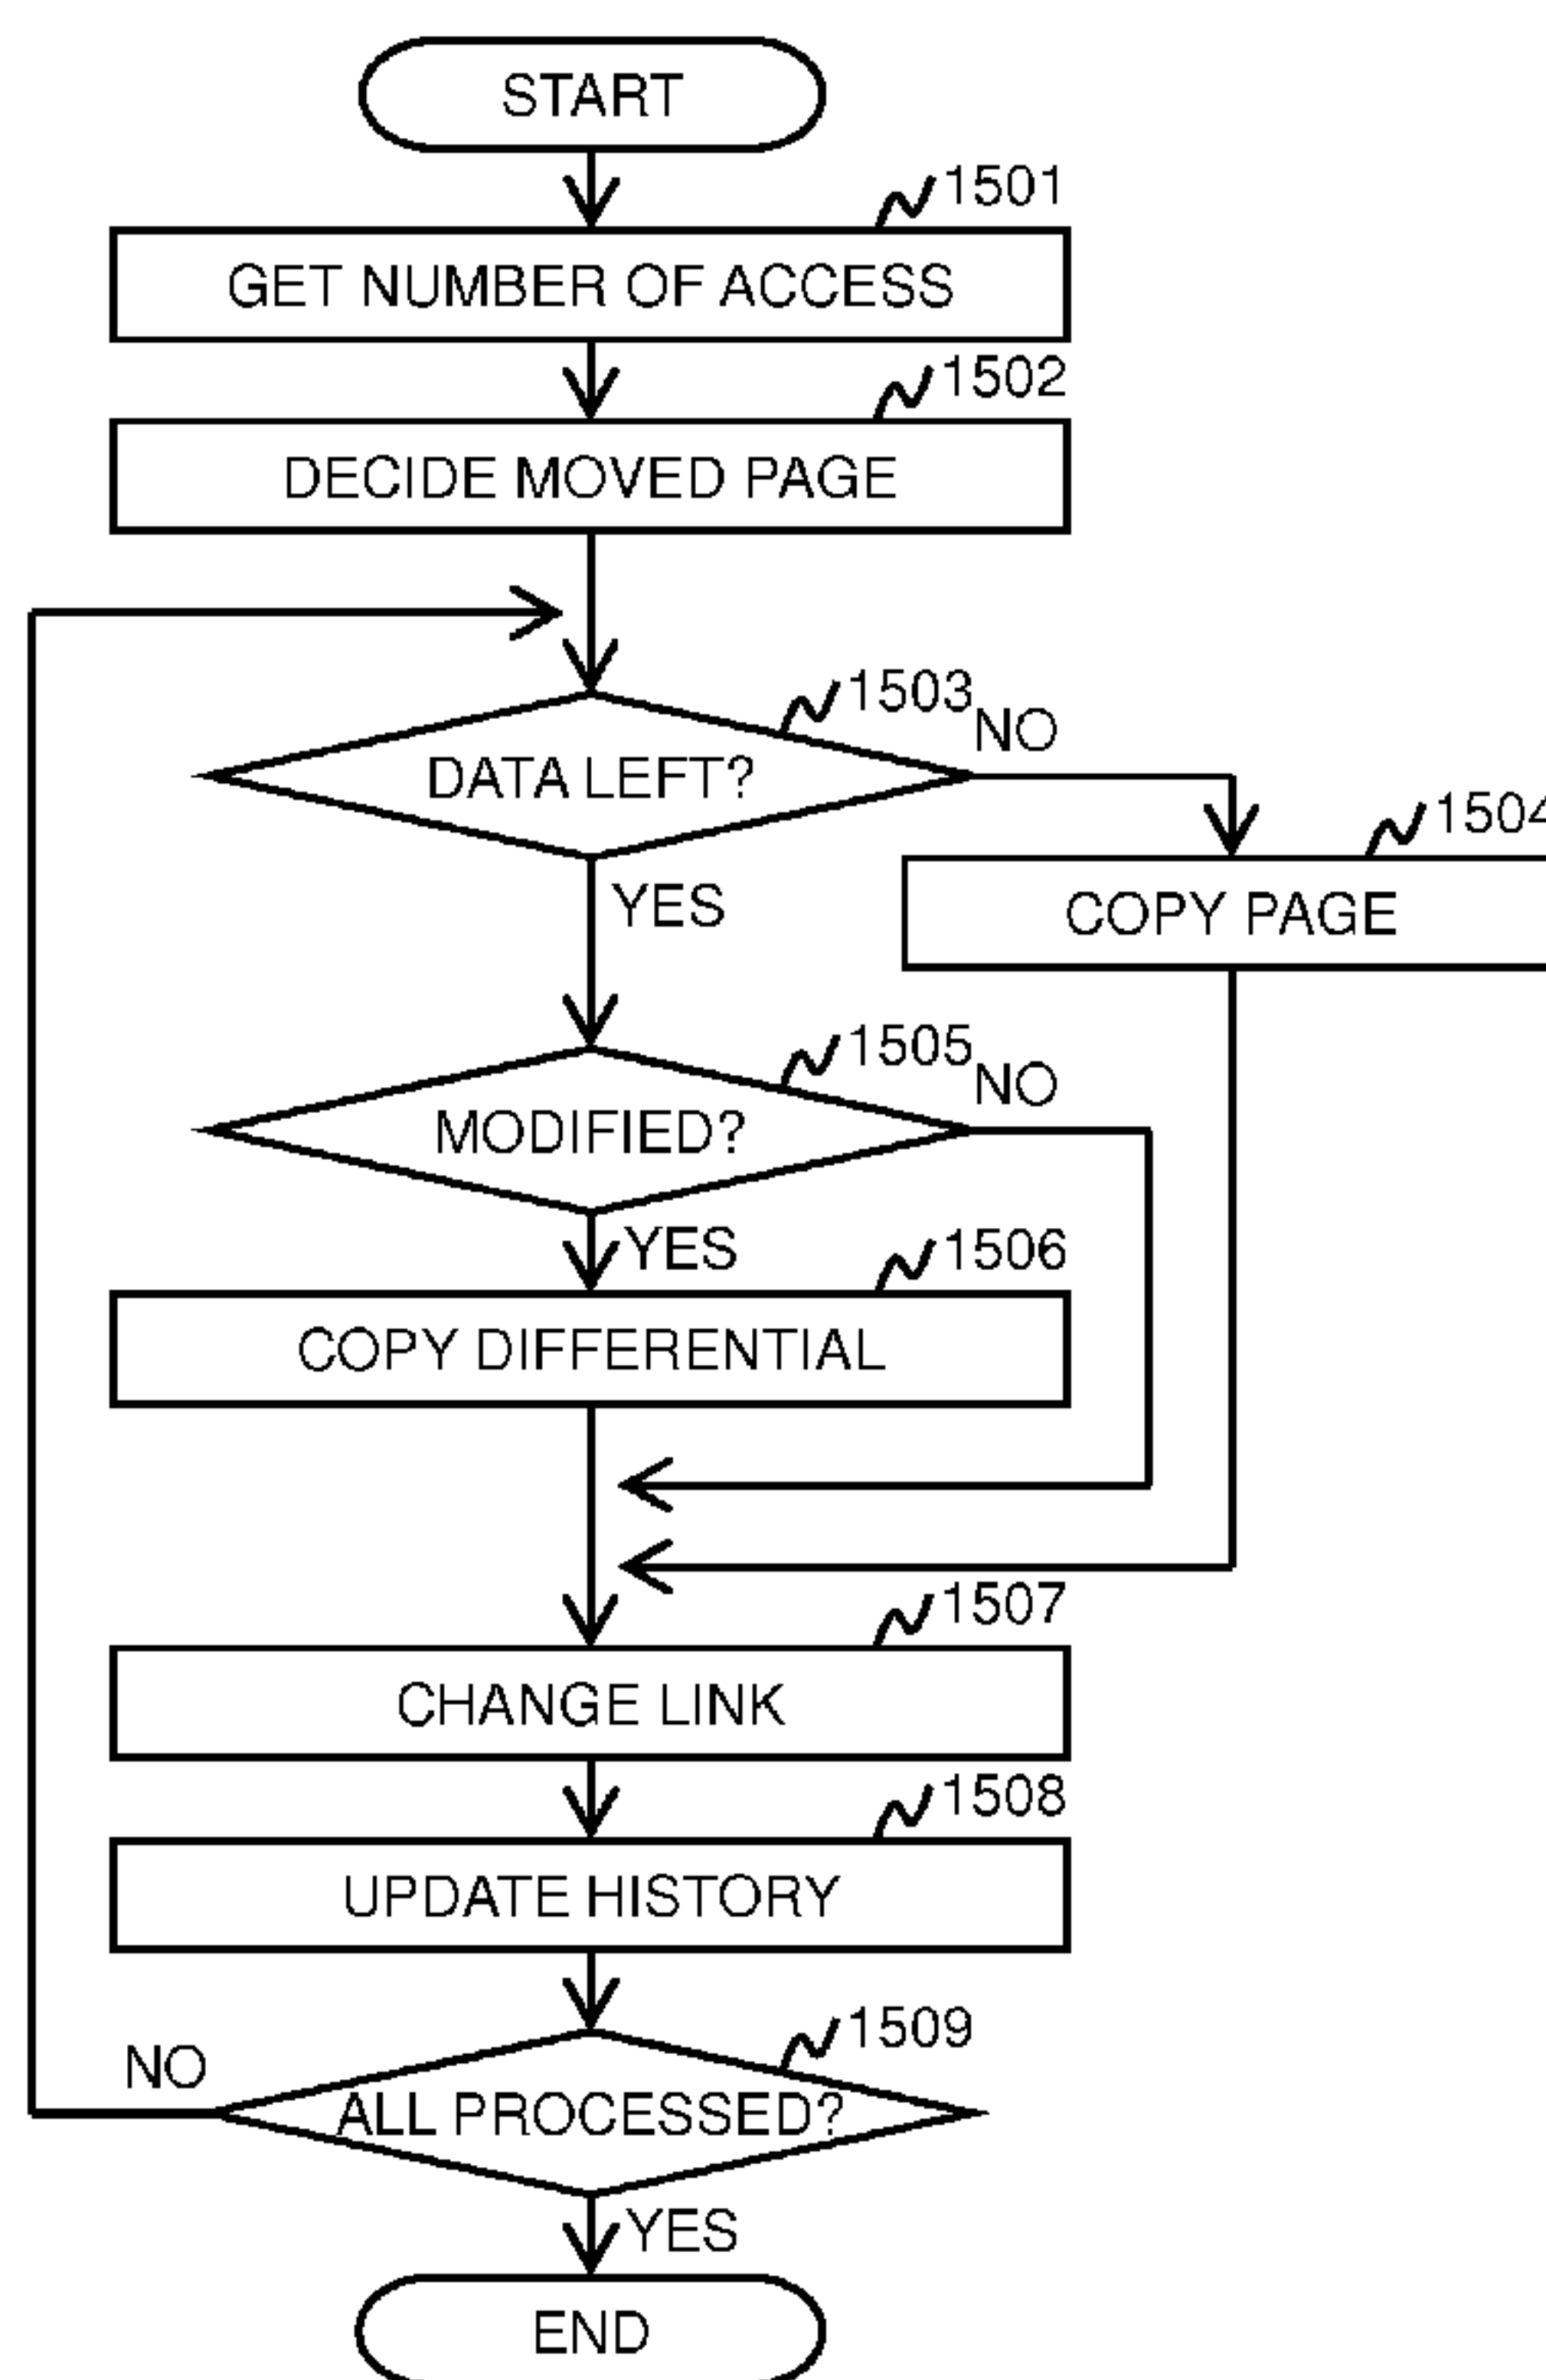 START
1501
GET NUMBER OF ACCESS
1502
DECIDE MOVED PAGE
1503
NO
DATA LEFT?
1504
YES
COPY PAGE
1505
NO
MODIFIED?
YES
1506
COPY DIFFERENTIAL
1507
CHANGE LINK
1508
UPDATE HISTORY
1509
NO
ALL PROCESSED?
YES
END